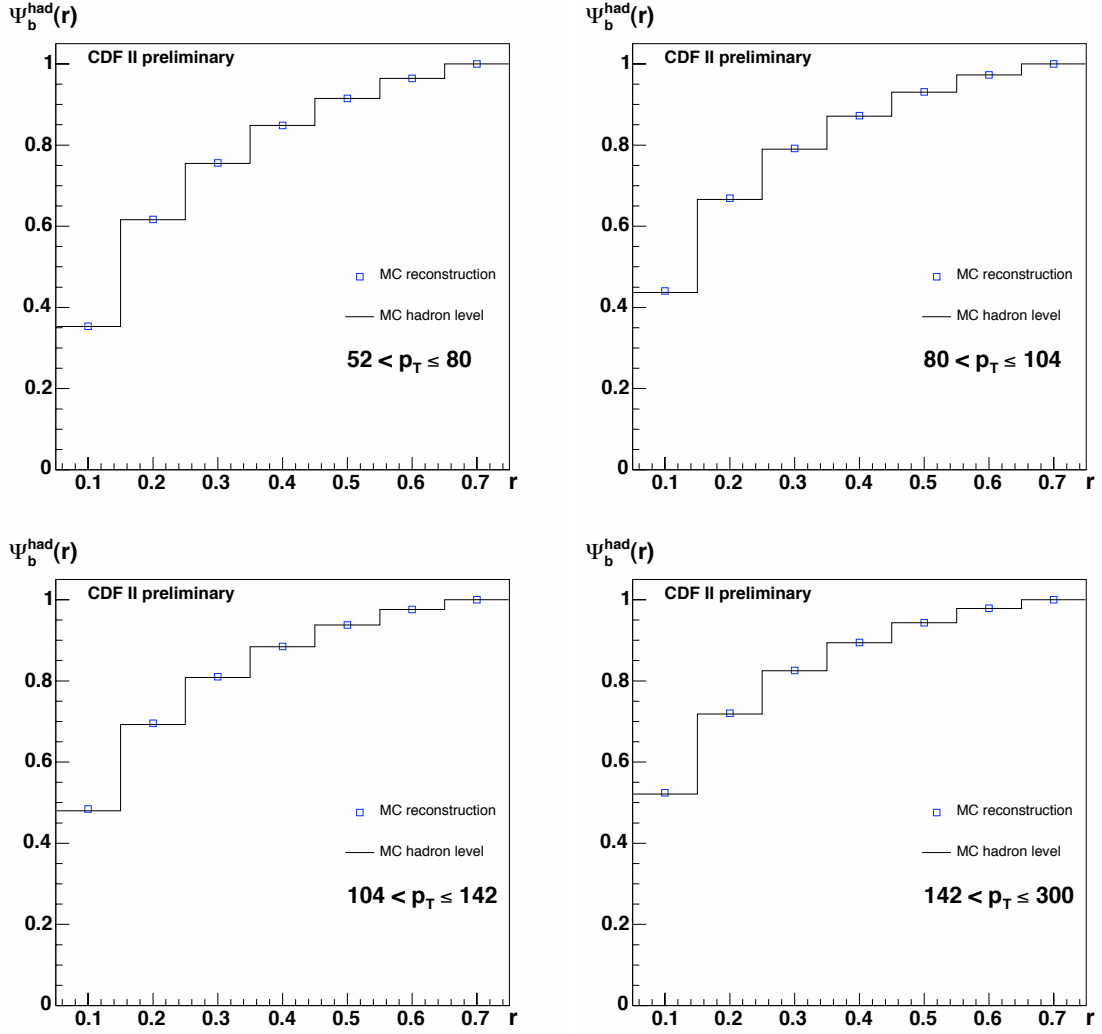 Ψ_b^had(r)
CDF II preliminary
1
0.8
0.6
0.4
0.2
0
MC reconstruction
MC hadron level
52 < p_T ≤ 80
0.1 0.2 0.3 0.4 0.5 0.6 0.7 r
Ψ_b^had(r)
CDF II preliminary
1
0.8
0.6
0.4
0.2
0
MC reconstruction
MC hadron level
80 < p_T ≤ 104
0.1 0.2 0.3 0.4 0.5 0.6 0.7 r
Ψ_b^had(r)
CDF II preliminary
1
0.8
0.6
0.4
0.2
0
MC reconstruction
MC hadron level
104 < p_T ≤ 142
0.1 0.2 0.3 0.4 0.5 0.6 0.7 r
Ψ_b^had(r)
CDF II preliminary
1
0.8
0.6
0.4
0.2
0
MC reconstruction
MC hadron level
142 < p_T ≤ 300
0.1 0.2 0.3 0.4 0.5 0.6 0.7 r